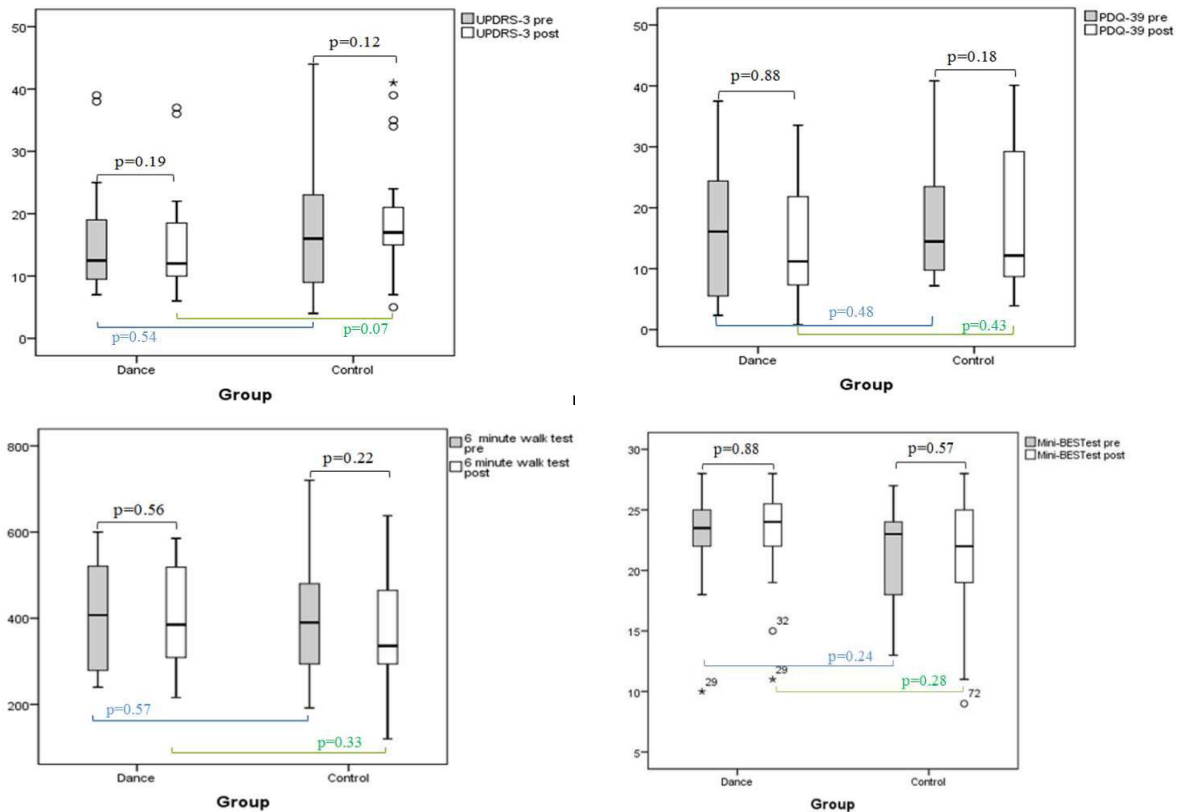 UPDRS-3 pre
UPDRS-3 post
50
40
30
20
10
0
p=0.19
p=0.12
p=0.54
p=0.07
Dance
Control
Group
PDQ-39 pre
PDQ-39 post
50
40
30
20
10
0
p=0.88
p=0.18
p=0.48
p=0.43
Dance
Control
Group
6 minute walk test
pre
6 minute walk test
post
800
600
400
200
p=0.56
p=0.22
p=0.57
p=0.33
Dance
Control
Group
Mini-BESTest pre
Mini-BESTest post
30
25
20
15
10
5
p=0.88
p=0.57
32
29
29
72
p=0.24
p=0.28
Dance
Control
Group